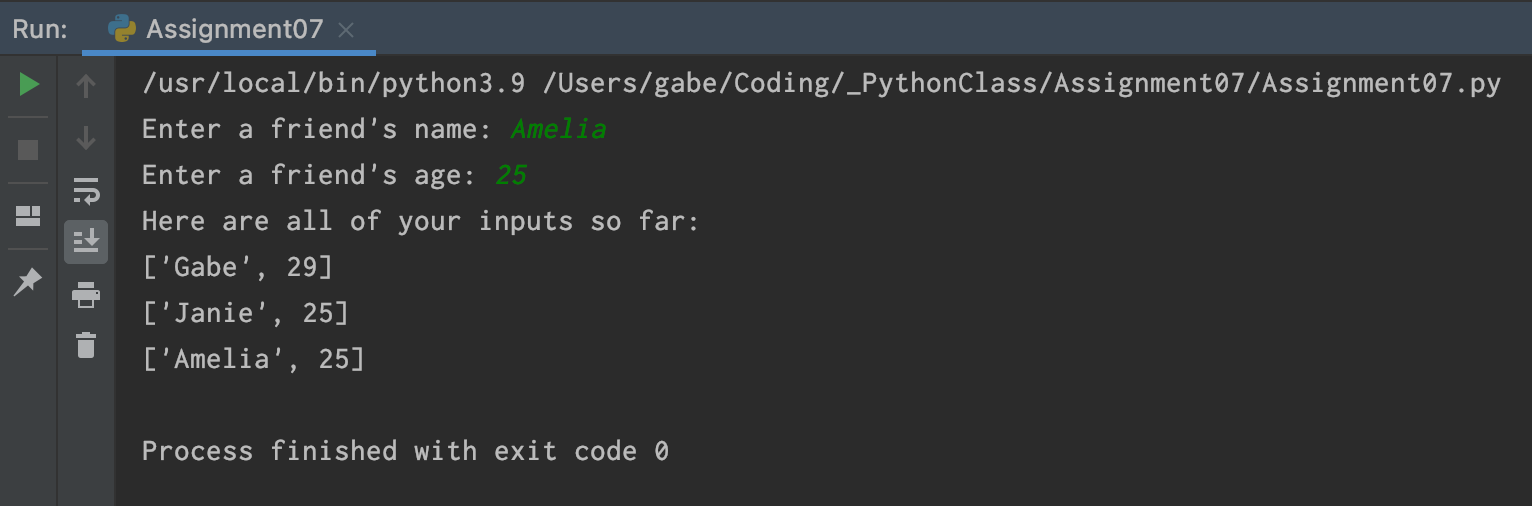 Run: Assignment07
/usr/local/bin/python3.9 /Users/gabe/Coding/_PythonClass/Assignment07/Assignment07.py
Enter a friend's name: Amelia
Enter a friend's age: 25
Here are all of your inputs so far:
['Gabe', 29]
['Janie', 25]
['Amelia', 25]
Process finished with exit code 0